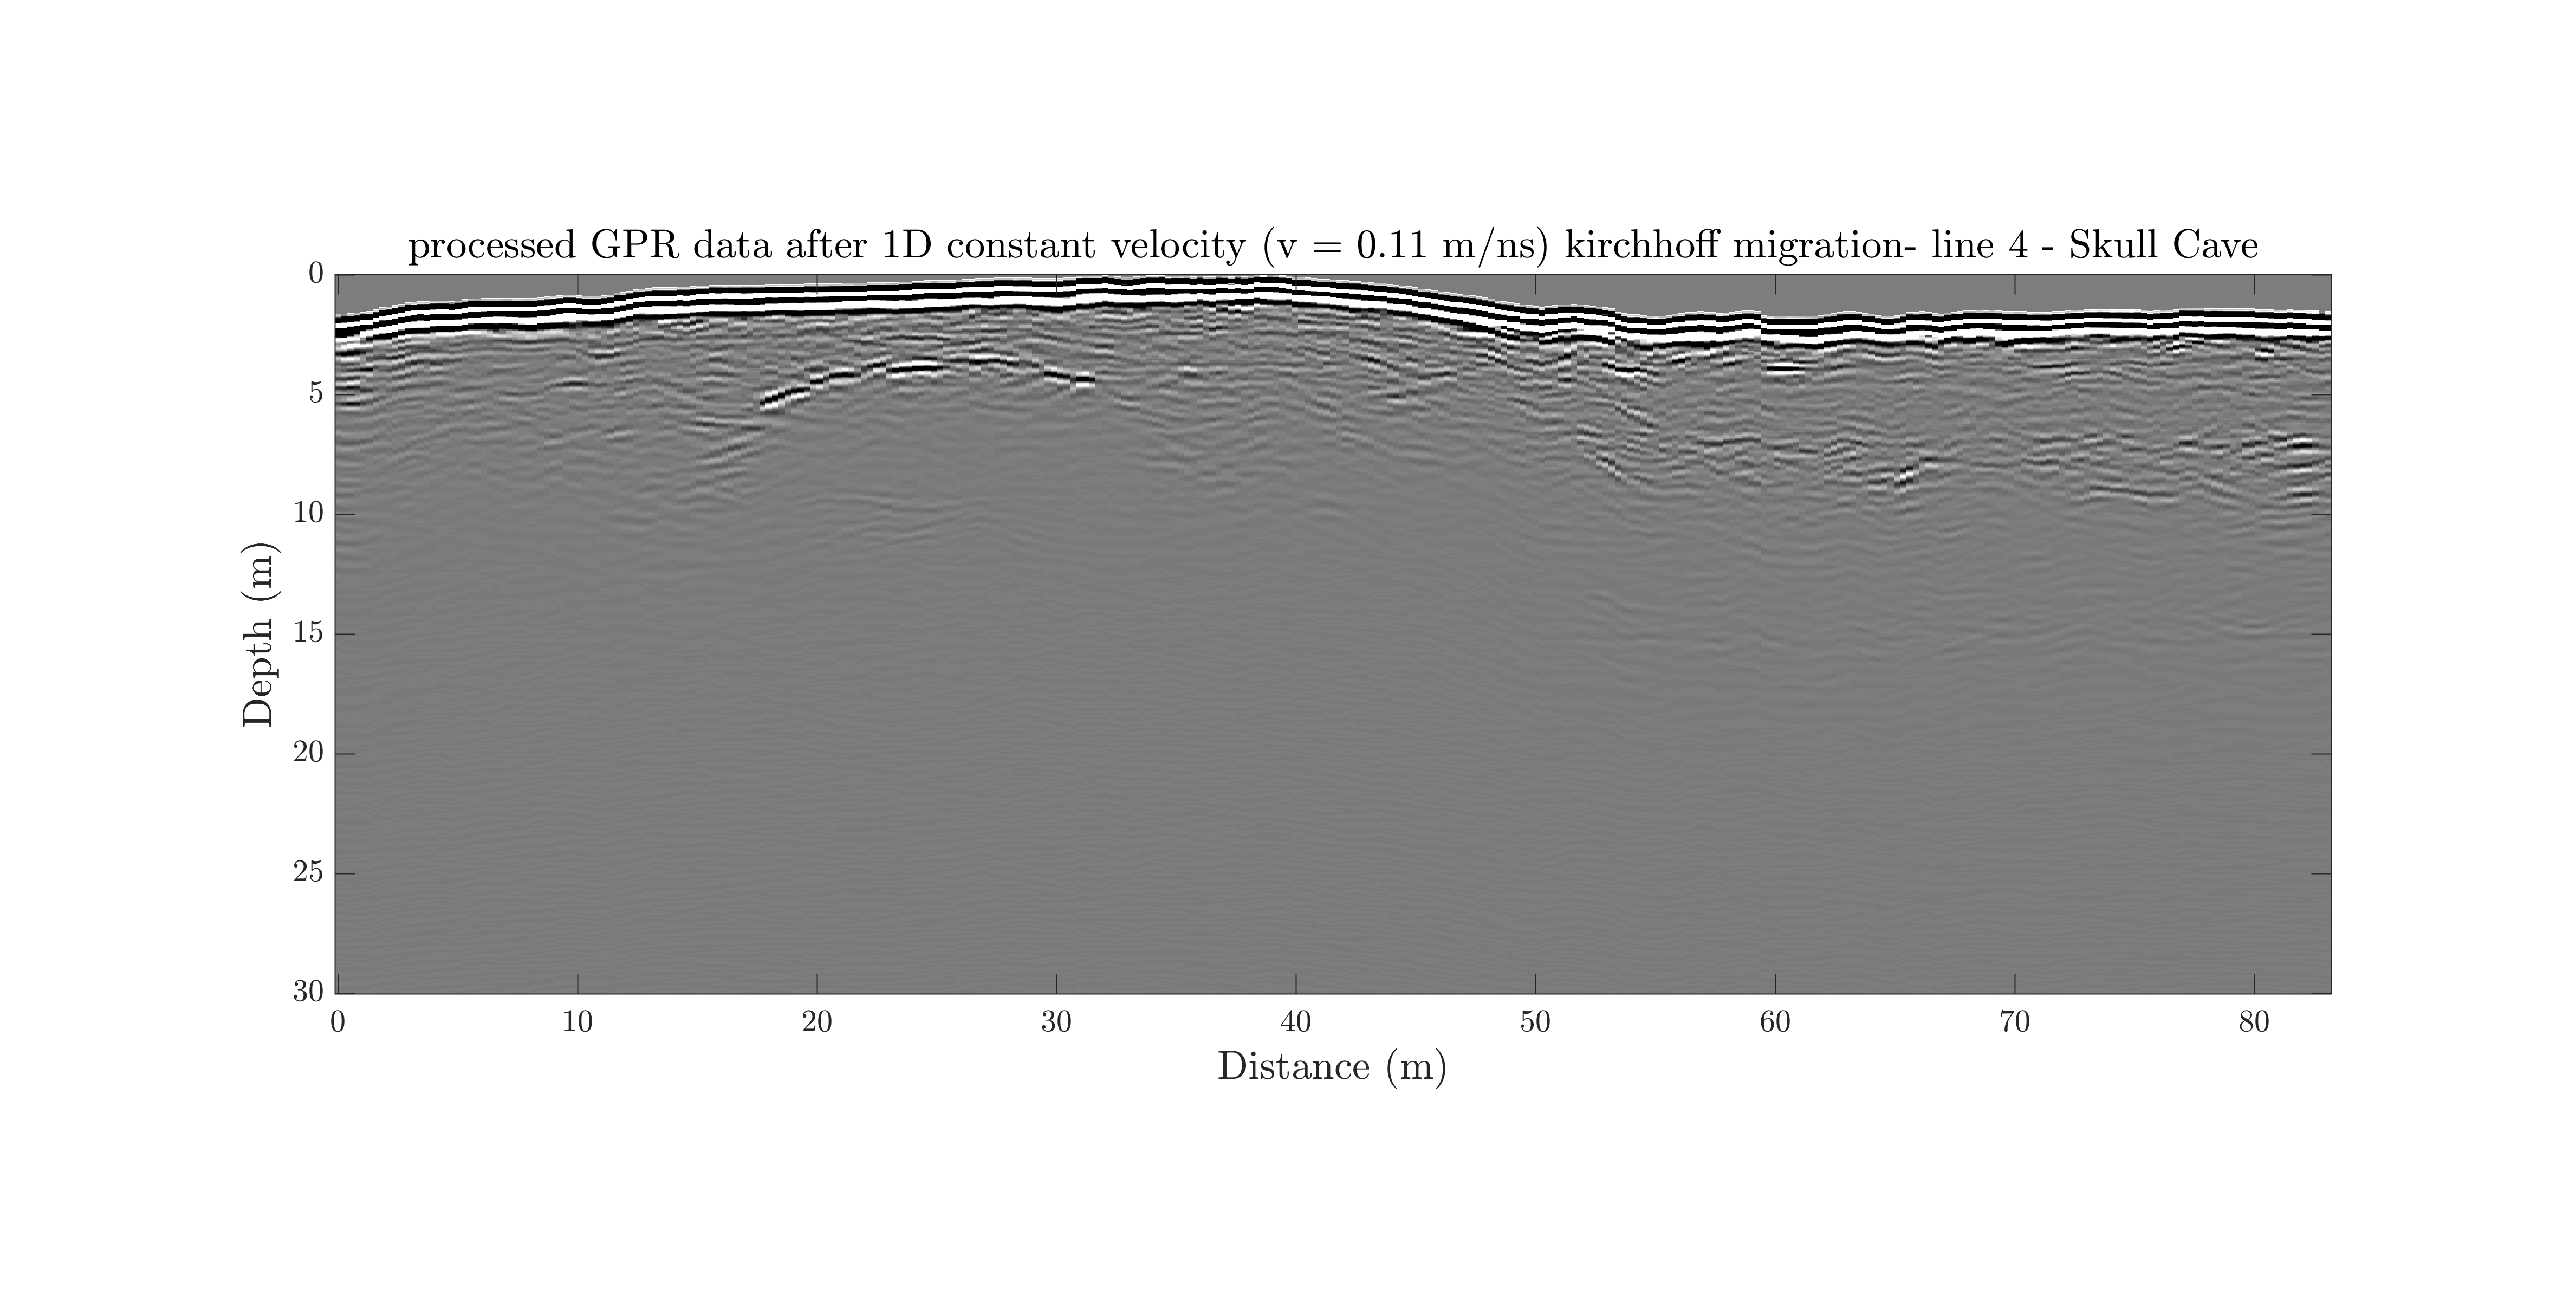 processed GPR data after 1D constant velocity (v = 0.11 m/ns) kirchhoff migration- line 4 - Skull Cave
0
5
10
15
20
25
30
Depth (m)
0 10 20 30 40 50 60 70 80
Distance (m)